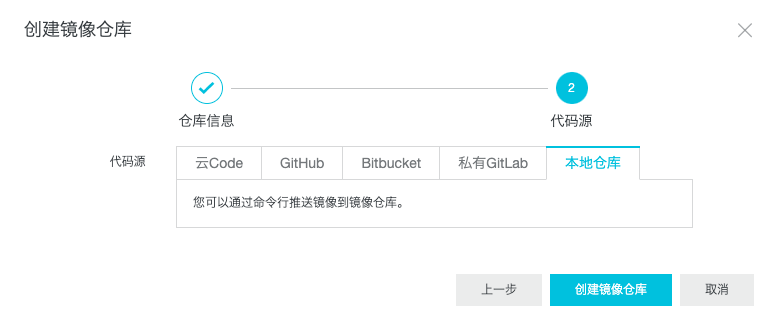 创建镜像仓库
2
仓库信息 代码源
代码源 云Code GitHub Bitbucket 私有GitLab 本地仓库
您可以通过命令行推送镜像到镜像仓库。
上一步 创建镜像仓库 取消